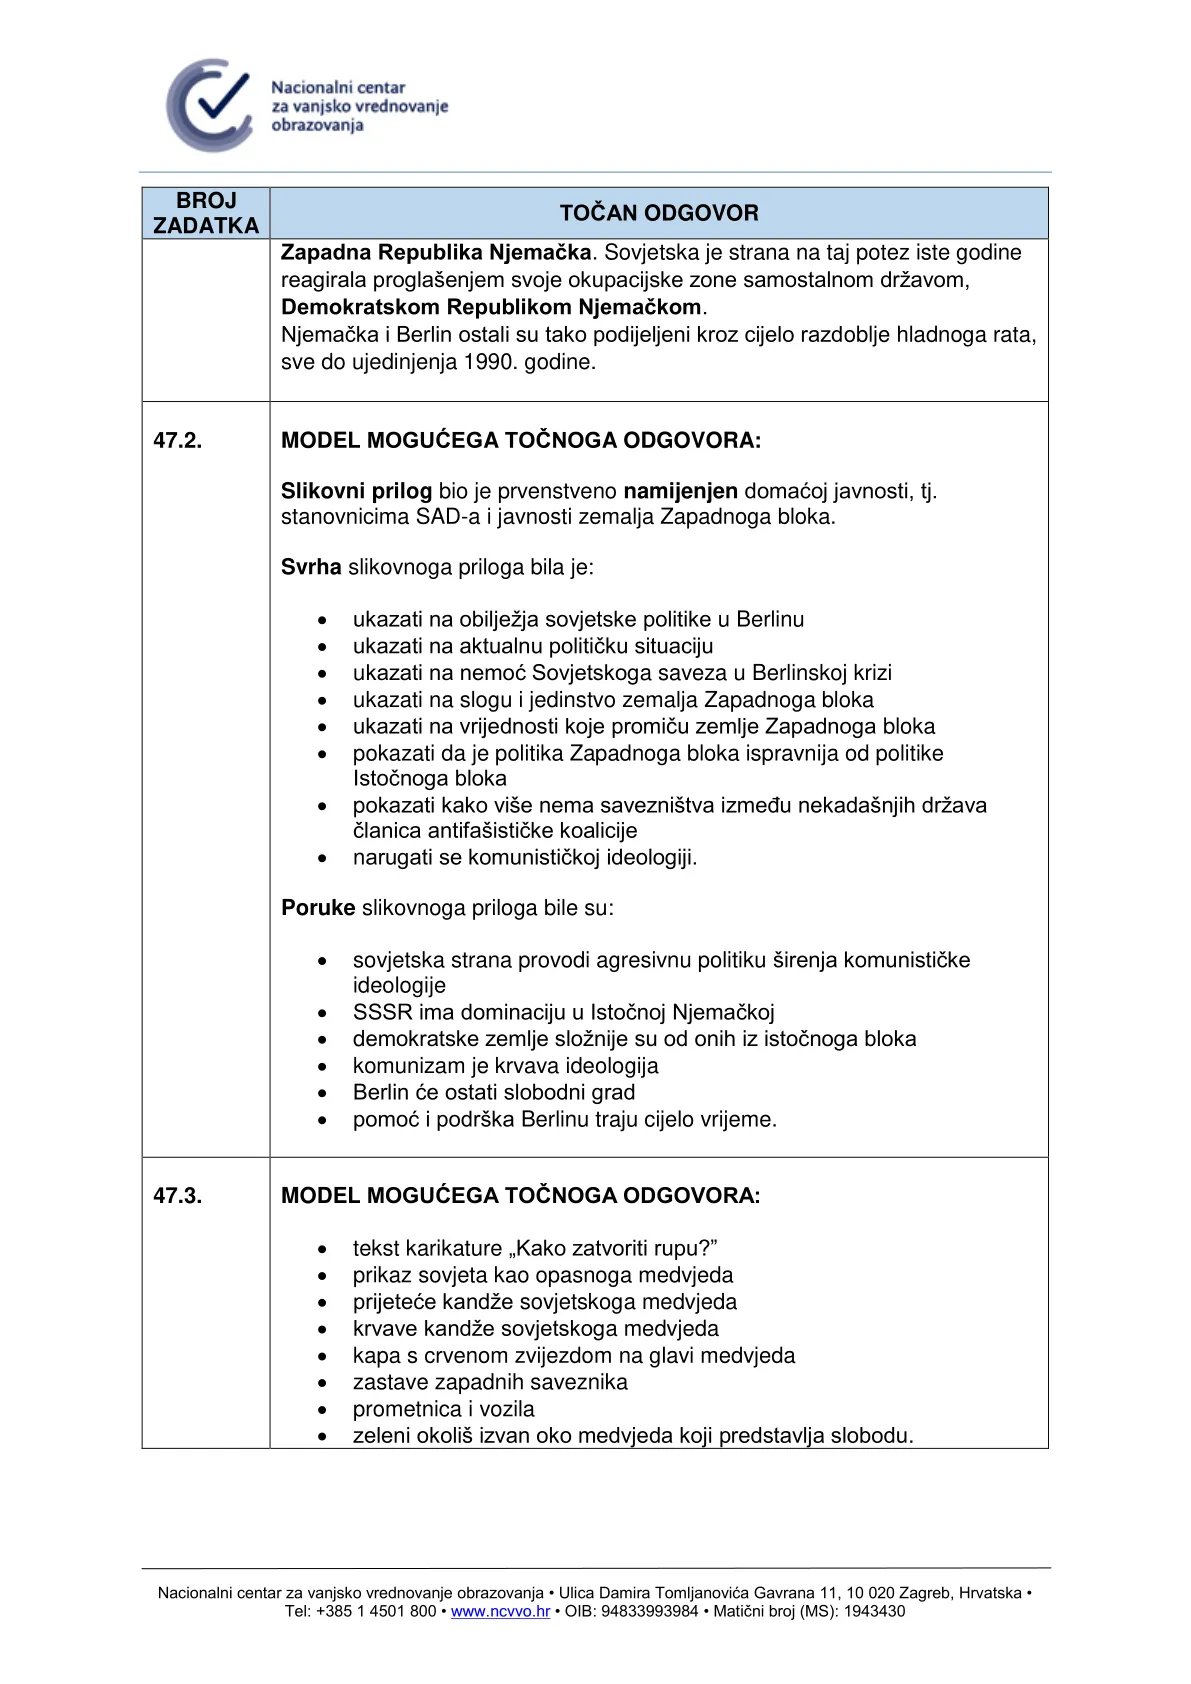 Nacionalni centar
za vanjsko vrednovanje
obrazovanja
BROJ
ZADATKA
TOČAN ODGOVOR
Zapadna Republika Njemačka. Sovjetska je strana na taj potez iste godine
reagirala proglašenjem svoje okupacijske zone samostalnom državom,
Demokratskom Republikom Njemačkom.
Njemačka i Berlin ostali su tako podijeljeni kroz cijelo razdoblje hladnoga rata,
sve do ujedinjenja 1990. godine.
47.2.
MODEL MOGUĆEGA TOČNOGA ODGOVORA:
Slikovni prilog bio je prvenstveno namijenjen domaćoj javnosti, tj.
stanovnicima SAD-a i javnosti zemalja Zapadnoga bloka.
Svrha slikovnoga priloga bila je:
• ukazati na obilježja sovjetske politike u Berlinu
• ukazati na aktualnu političku situaciju
• ukazati na nemoć Sovjetskoga saveza u Berlinskoj krizi
• ukazati na slogu i jedinstvo zemalja Zapadnoga bloka
• ukazati na vrijednosti koje promiču zemlje Zapadnoga bloka
• pokazati da je politika Zapadnoga bloka ispravnija od politike
Istočnoga bloka
• pokazati kako više nema savezništva između nekadašnjih država
članica antifašističke koalicije
• narugati se komunističkoj ideologiji.
Poruke slikovnoga priloga bile su:
• sovjetska strana provodi agresivnu politiku širenja komunističke
ideologije
• SSSR ima dominaciju u Istočnoj Njemačkoj
• demokratske zemlje složnije su od onih iz istočnoga bloka
• komunizam je krvava ideologija
• Berlin će ostati slobodni grad
• pomoć i podrška Berlinu traju cijelo vrijeme.
47.3.
MODEL MOGUĆEGA TOČNOGA ODGOVORA:
• tekst karikature „Kako zatvoriti rupu?”
• prikaz sovjeta kao opasnoga medvjeda
• prijeteće kandže sovjetskoga medvjeda
• krvave kandže sovjetskoga medvjeda
• kapa s crvenom zvijezdom na glavi medvjeda
• zastave zapadnih saveznika
• prometnica i vozila
• zeleni okoliš izvan oko medvjeda koji predstavlja slobodu.
Nacionalni centar za vanjsko vrednovanje obrazovanja • Ulica Damira Tomljanovića Gavrana 11, 10 020 Zagreb, Hrvatska •
Tel: +385 1 4501 800 • www.ncvvo.hr • OIB: 94833993984 • Matični broj (MS): 1943430